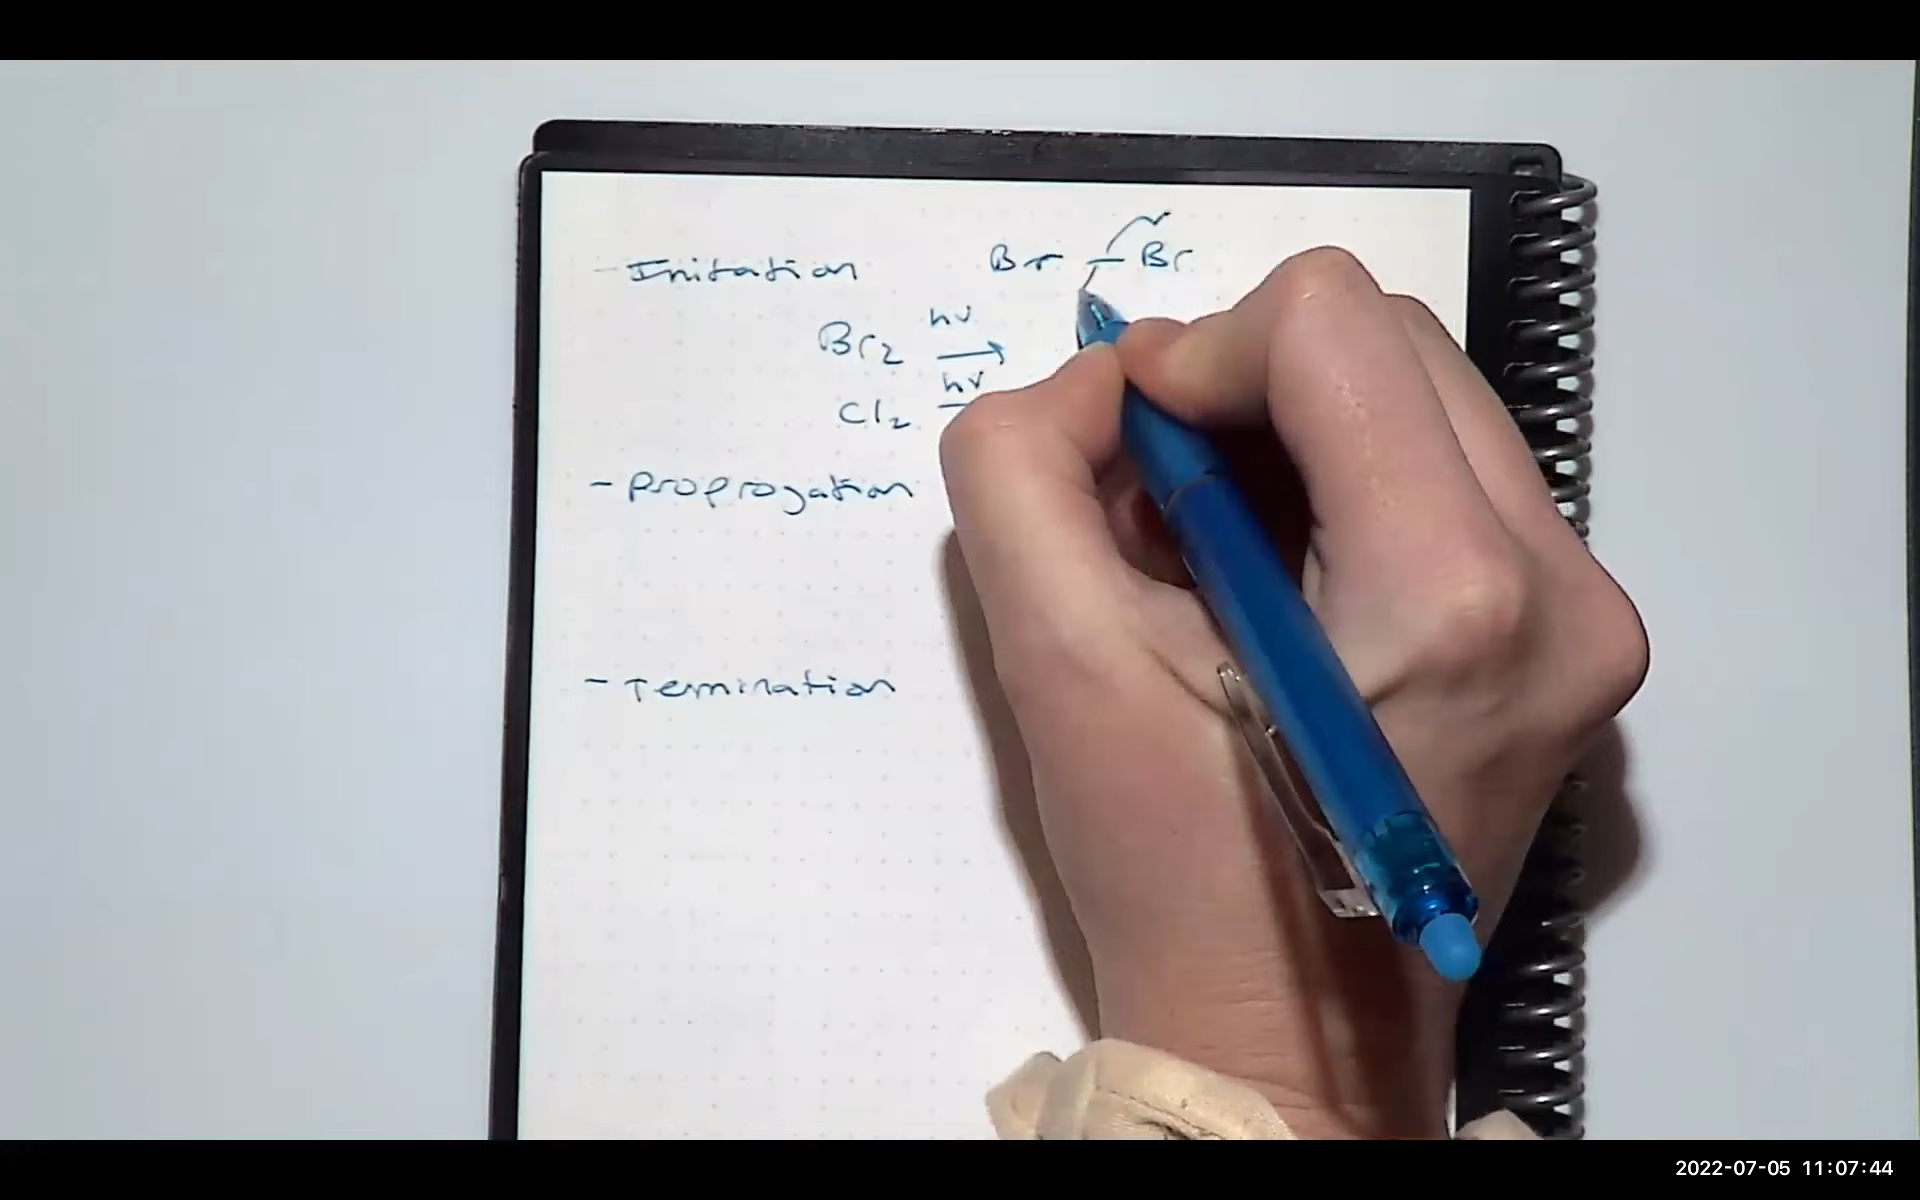 - Initation Br - Br
hν
Br₂ →
hν
Cl₂
- Proprogation
- Termination
2022-07-05 11:07:44